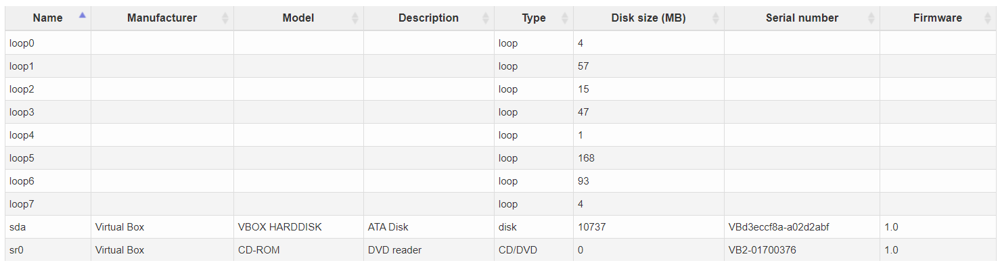 Name Manufacturer Model Description Type Disk size (MB) Serial number Firmware
loop0 loop 4
loop1 loop 57
loop2 loop 15
loop3 loop 47
loop4 loop 1
loop5 loop 168
loop6 loop 93
loop7 loop 4
sda Virtual Box VBOX HARDDISK ATA Disk disk 10737 VBd3eccf8a-a02d2abf 1.0
sr0 Virtual Box CD-ROM DVD reader CD/DVD 0 VB2-01700376 1.0